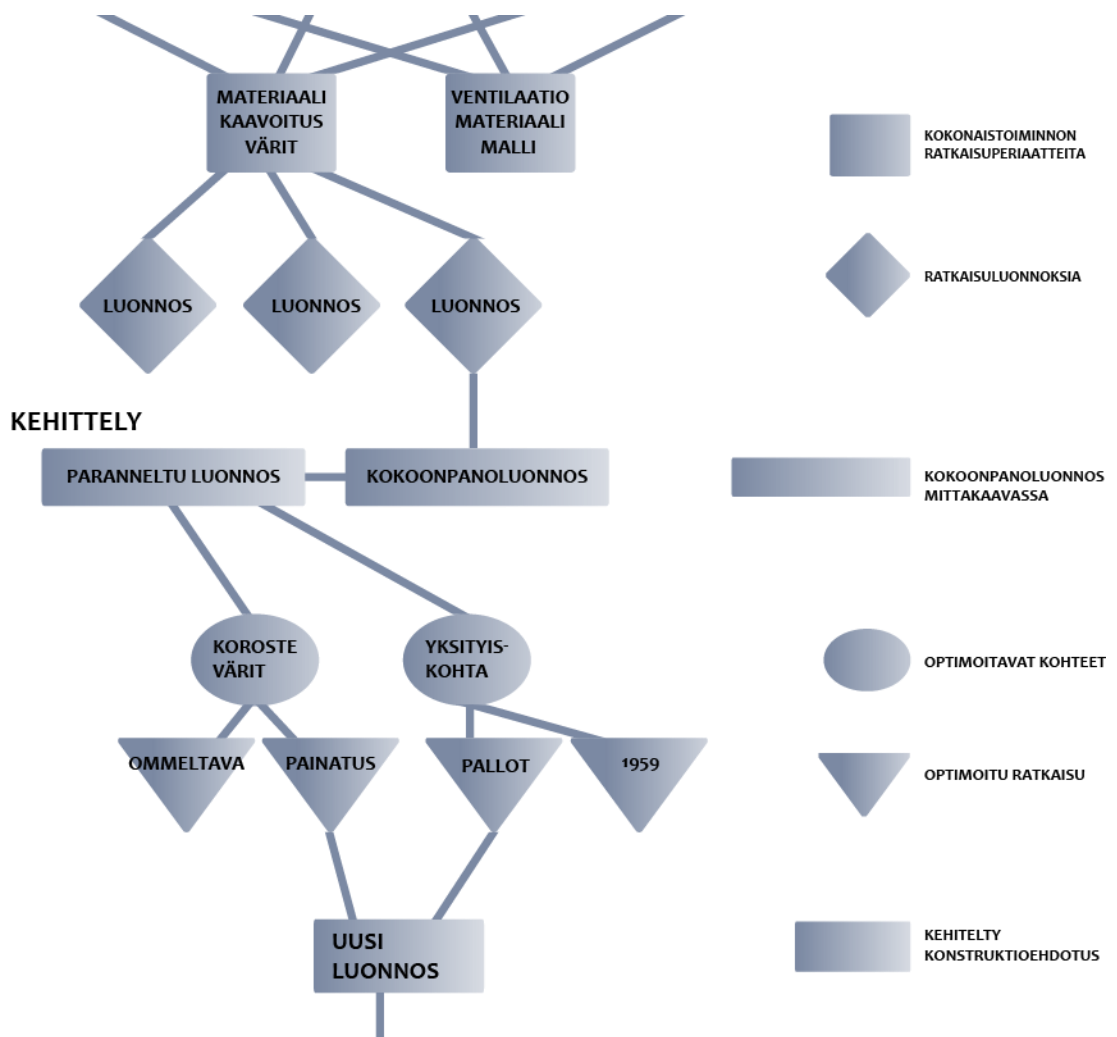 MATERIAALI
KAAVOITUS
VÄRIT
VENTILAATIO
MATERIAALI
MALLI
KOKONAISTOIMINNON
RATKAISUPERIAATTEITA
LUONNOS
LUONNOS
LUONNOS
RATKAISULUONNOKSIA
KEHITTELY
PARANNELTU LUONNOS
KOKOONPANOLUONNOS
KOKOONPANOLUONNOS
MITTAKAAVASSA
KOROSTE
VÄRIT
YKSITYIS-
KOHTA
OPTIMOITAVAT KOHTEET
OMMELTAVA
PAINATUS
PALLOT
1959
OPTIMOITU RATKAISU
UUSI
LUONNOS
KEHITELTY
KONSTRUKTIOEHDOTUS